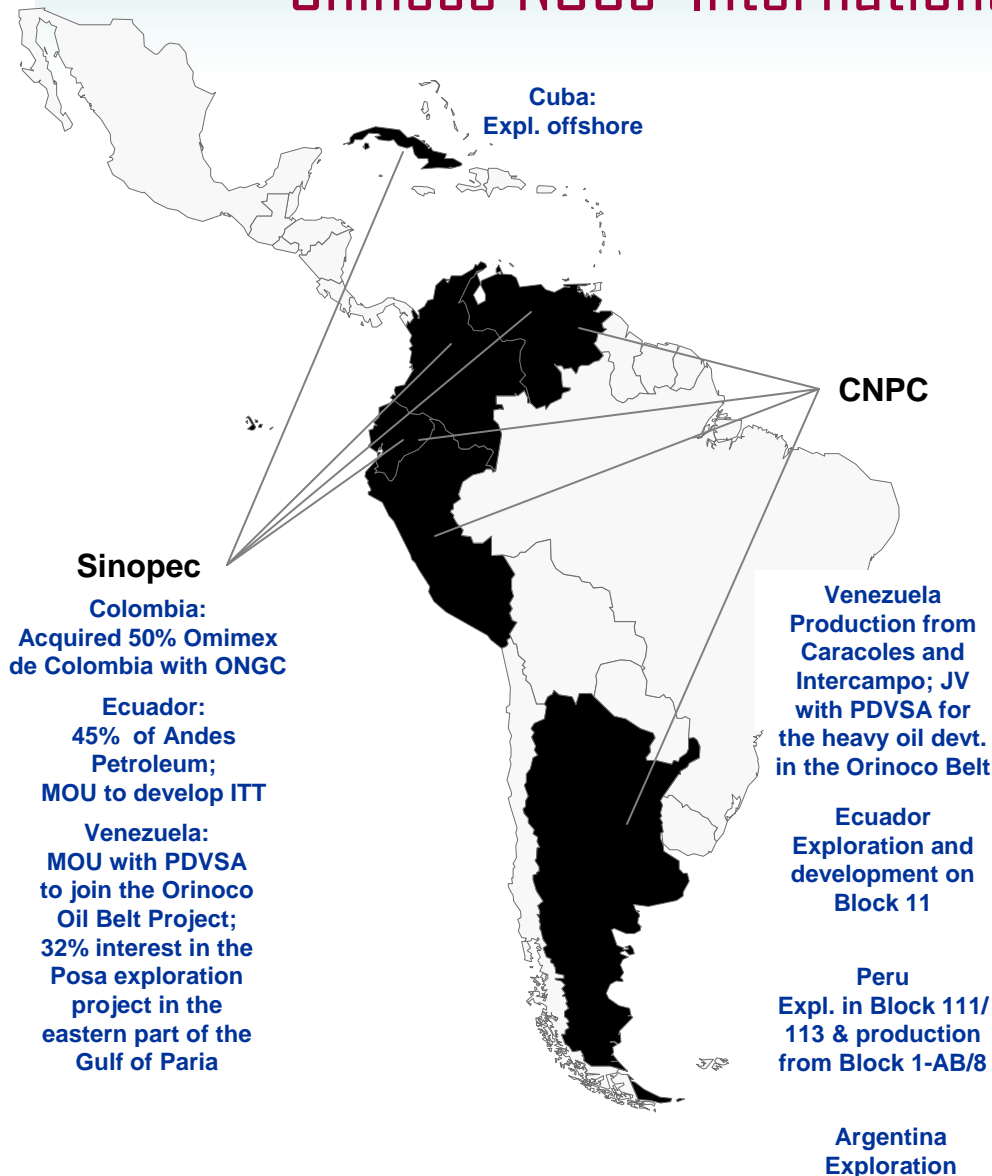 Cuba:
Expl. offshore
CNPC
Sinopec
Colombia:
Acquired 50% Omimex
de Colombia with ONGC
Ecuador:
45% of Andes
Petroleum;
MOU to develop ITT
Venezuela:
MOU with PDVSA
to join the Orinoco
Oil Belt Project;
32% interest in the
Posa exploration
project in the
eastern part of the
Gulf of Paria
Venezuela
Production from
Caracoles and
Intercampo; JV
with PDVSA for
the heavy oil devt.
in the Orinoco Belt
Ecuador
Exploration and
development on
Block 11
Peru
Expl. in Block 111/
113 & production
from Block 1-AB/8
Argentina
Exploration